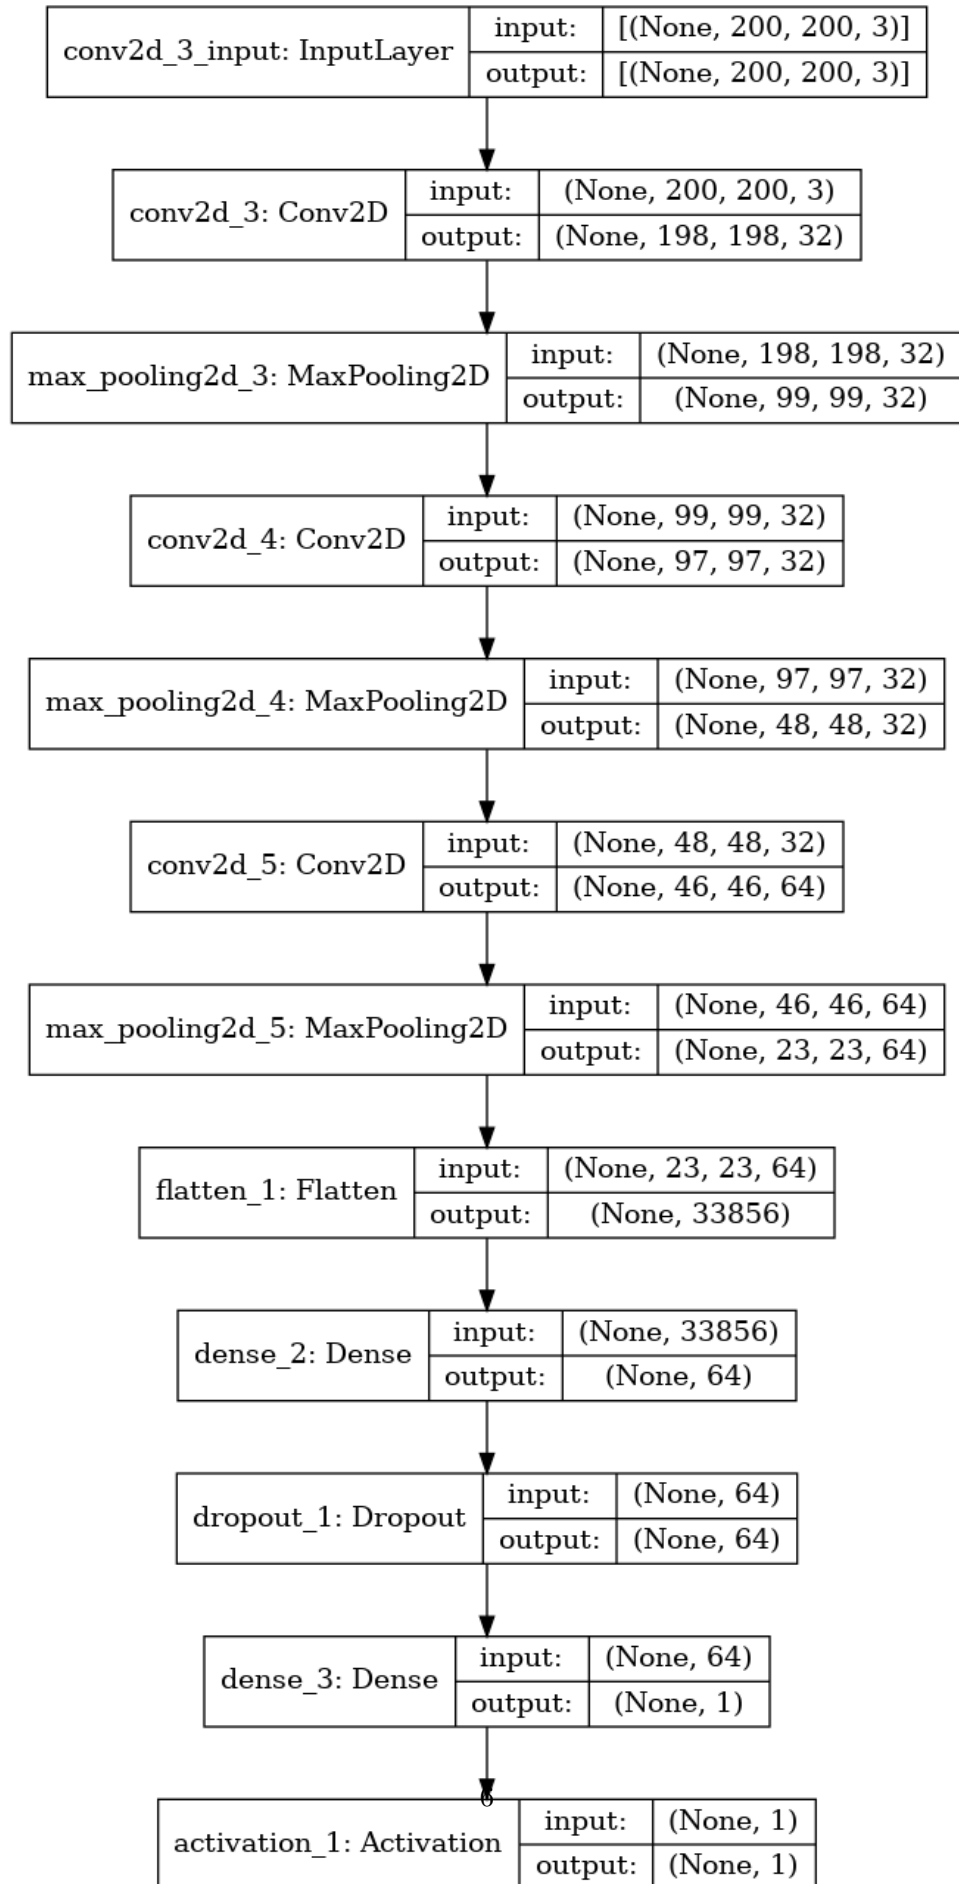 conv2d_3_input: InputLayer
input: [(None, 200, 200, 3)]
output: [(None, 200, 200, 3)]
conv2d_3: Conv2D
input: (None, 200, 200, 3)
output: (None, 198, 198, 32)
max_pooling2d_3: MaxPooling2D
input: (None, 198, 198, 32)
output: (None, 99, 99, 32)
conv2d_4: Conv2D
input: (None, 99, 99, 32)
output: (None, 97, 97, 32)
max_pooling2d_4: MaxPooling2D
input: (None, 97, 97, 32)
output: (None, 48, 48, 32)
conv2d_5: Conv2D
input: (None, 48, 48, 32)
output: (None, 46, 46, 64)
max_pooling2d_5: MaxPooling2D
input: (None, 46, 46, 64)
output: (None, 23, 23, 64)
flatten_1: Flatten
input: (None, 23, 23, 64)
output: (None, 33856)
dense_2: Dense
input: (None, 33856)
output: (None, 64)
dropout_1: Dropout
input: (None, 64)
output: (None, 64)
dense_3: Dense
input: (None, 64)
output: (None, 1)
6
activation_1: Activation
input: (None, 1)
output: (None, 1)